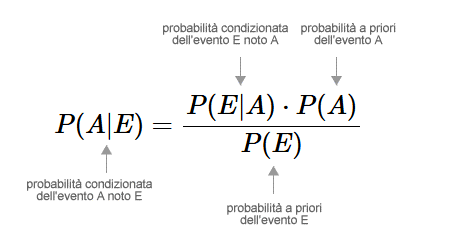 probabilità condizionata
dell'evento E noto A
probabilità a priori
dell'evento A
P(A|E) = P(E|A) · P(A)
P(E)
probabilità condizionata
dell'evento A noto E
probabilità a priori
dell'evento E